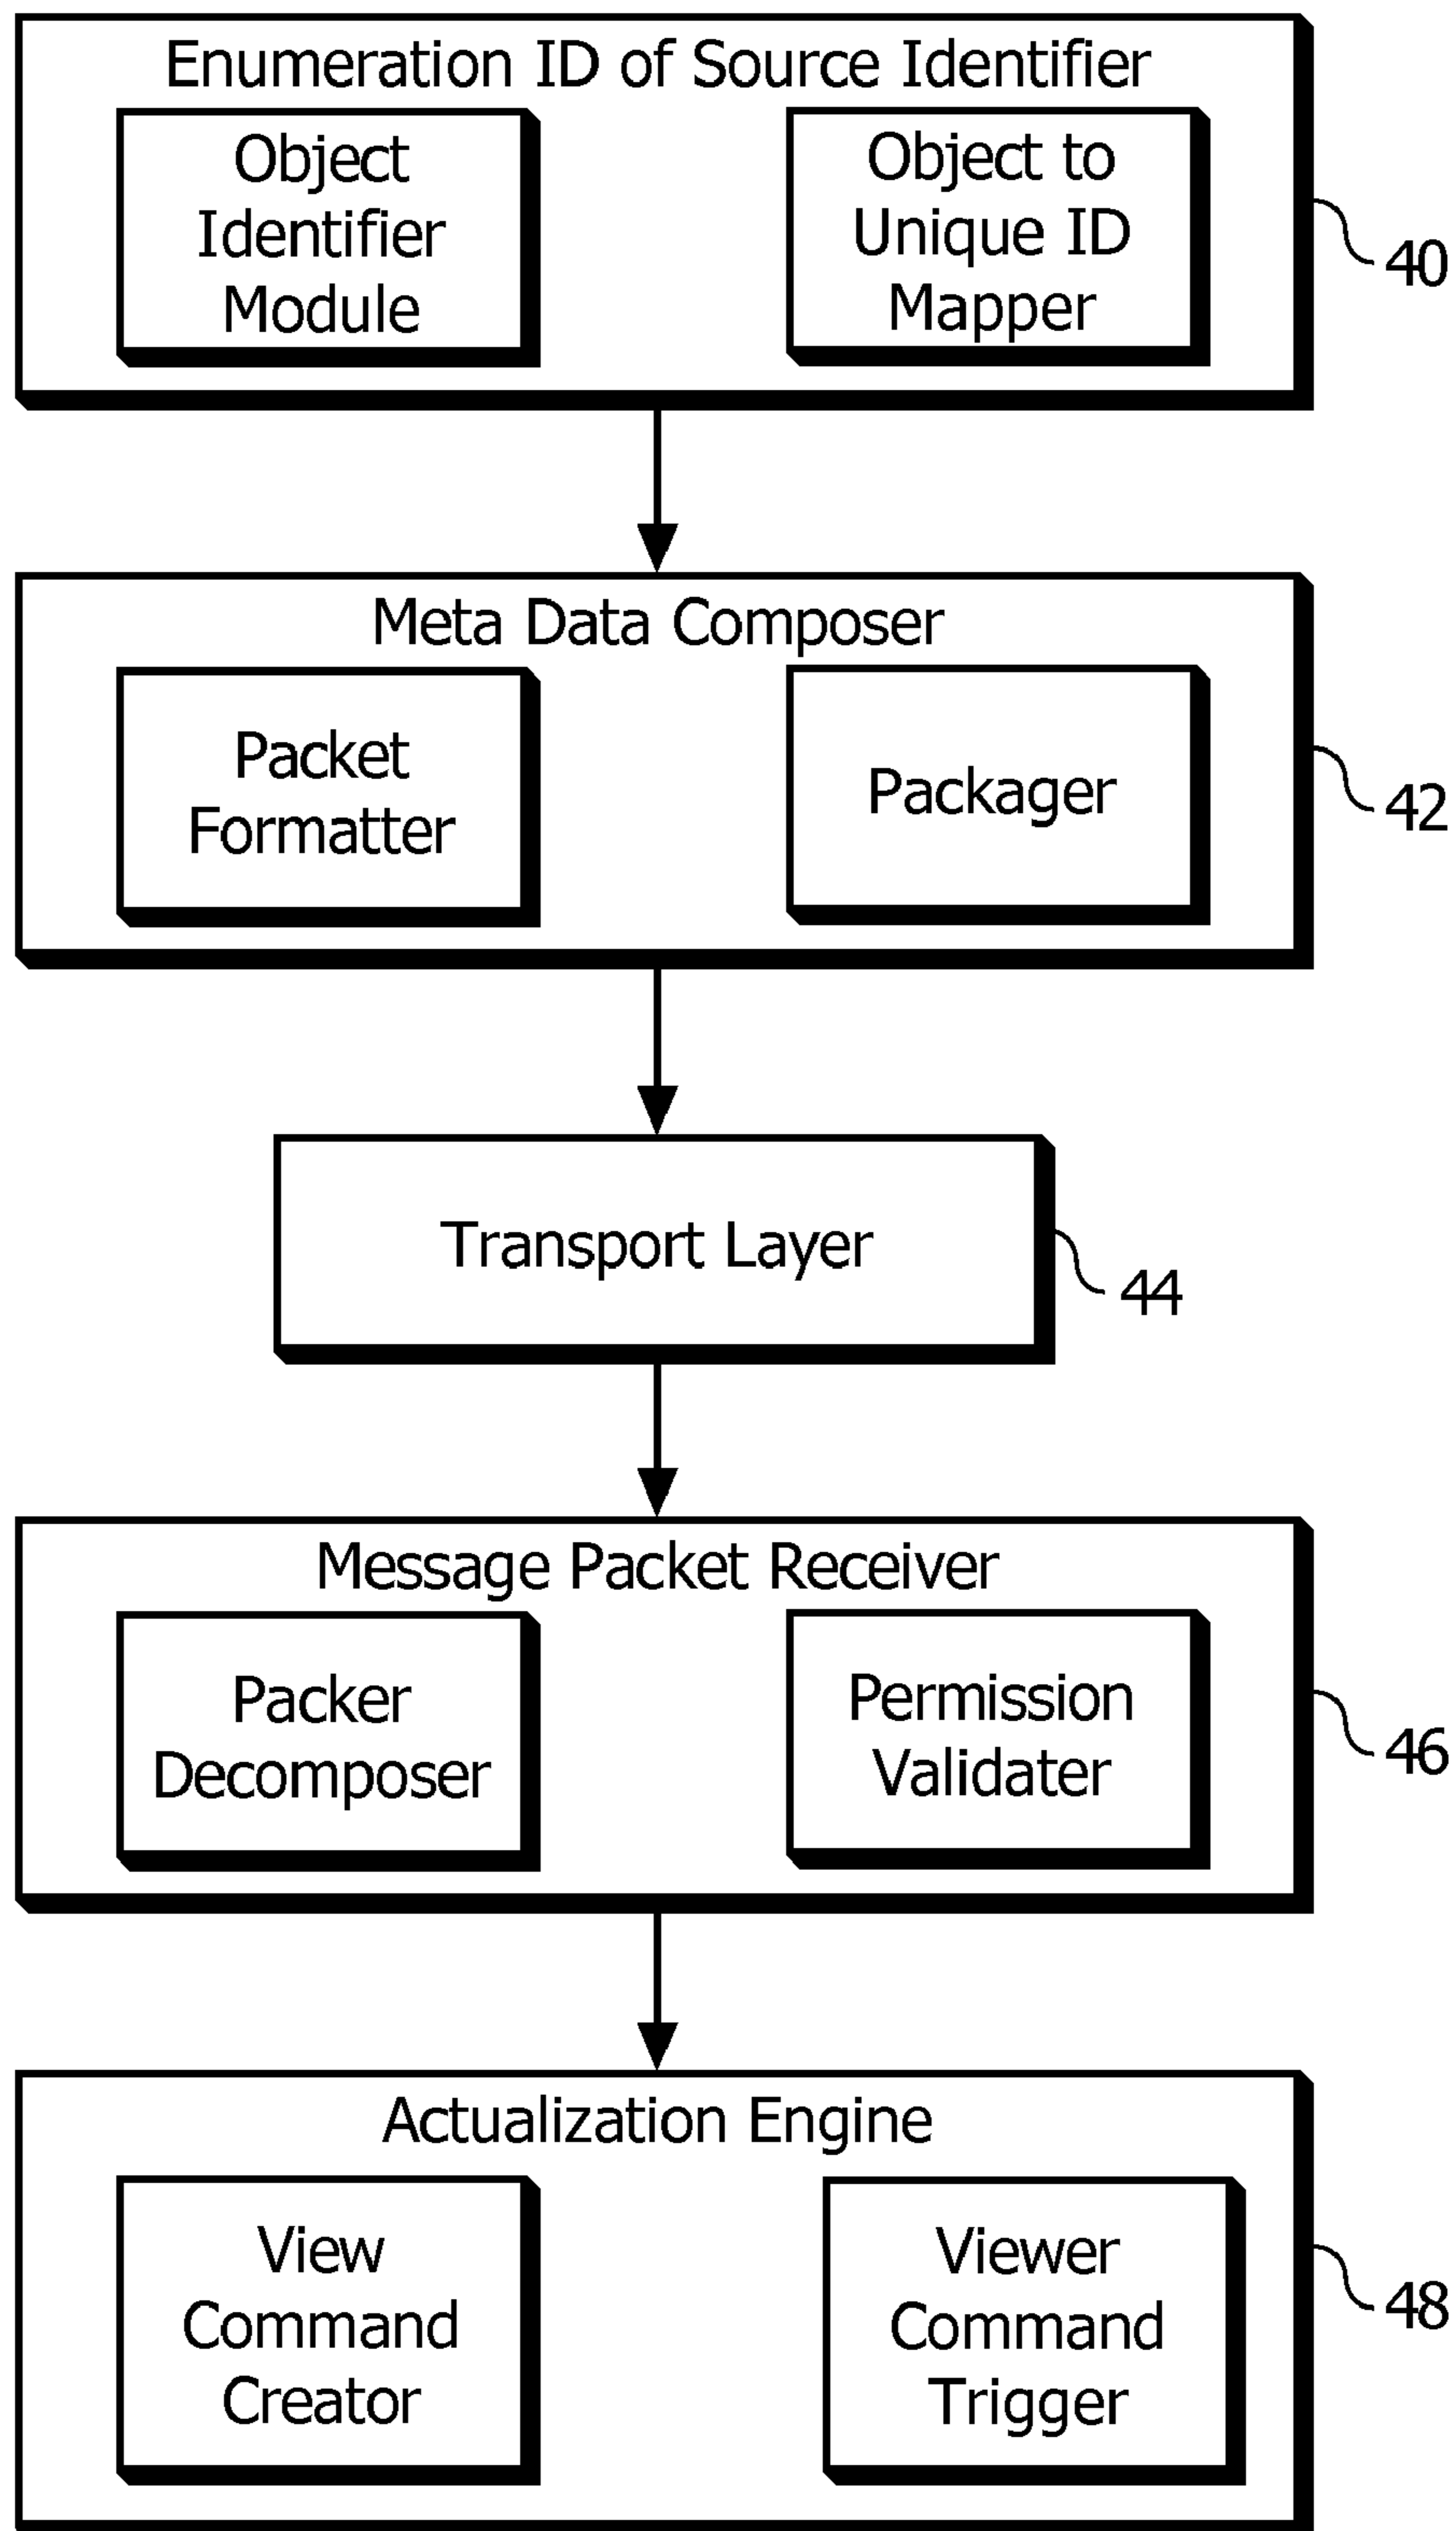 Enumeration ID of Source Identifier
Object
Identifier
Module
Object to
Unique ID
Mapper
40
Meta Data Composer
Packet
Formatter
Packager
42
Transport Layer
44
Message Packet Receiver
Packer
Decomposer
Permission
Validater
46
Actualization Engine
View
Command
Creator
Viewer
Command
Trigger
48